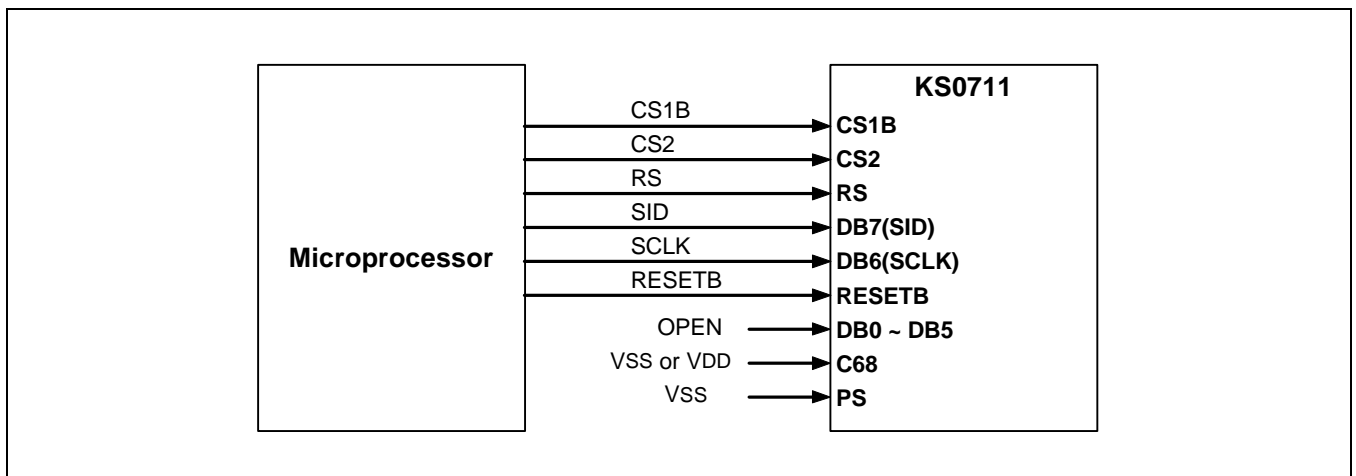 KS0711
CS1B
CS1B
CS2
CS2
RS
RS
SID
DB7(SID)
Microprocessor
SCLK
DB6(SCLK)
RESETB
RESETB
OPEN
DB0 ~ DB5
VSS or VDD
C68
VSS
PS